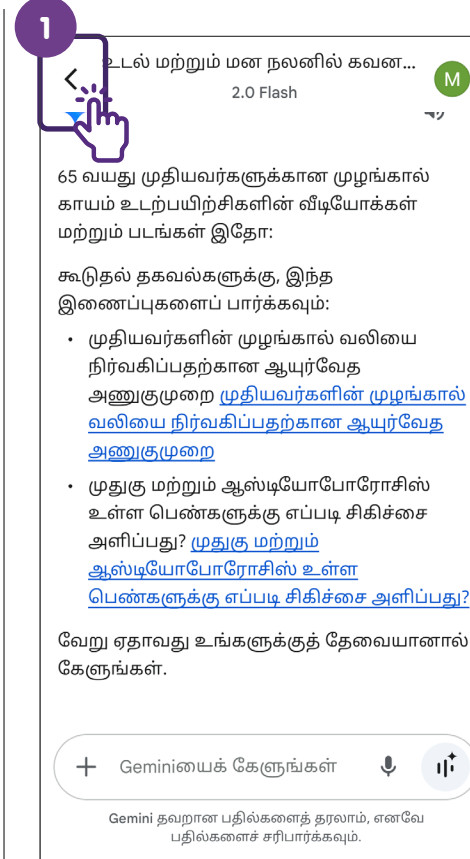 1
உடல் மற்றும் மன நலனில் கவன...
2.0 Flash
M
65 வயது முதியவர்களுக்கான முழங்கால்
காயம் உடற்பயிற்சிகளின் வீடியோக்கள்
மற்றும் படங்கள் இதோ:
கூடுதல் தகவல்களுக்கு, இந்த
இணைப்புகளைப் பார்க்கவும்:
• முதியவர்களின் முழங்கால் வலியை
நிர்வகிப்பதற்கான ஆயுர்வேத
அணுகுமுறை முதியவர்களின் முழங்கால்
வலியை நிர்வகிப்பதற்கான ஆயுர்வேத
அணுகுமுறை
• முதுகு மற்றும் ஆஸ்டியோபோரோசிஸ்
உள்ள பெண்களுக்கு எப்படி சிகிச்சை
அளிப்பது? முதுகு மற்றும்
ஆஸ்டியோபோரோசிஸ் உள்ள
பெண்களுக்கு எப்படி சிகிச்சை அளிப்பது?
வேறு ஏதாவது உங்களுக்குத் தேவையானால்
கேளுங்கள்.
Geminiயைக் கேளுங்கள்
Gemini தவறான பதில்களைத் தரலாம், எனவே
பதில்களைச் சரிபார்க்கவும்.